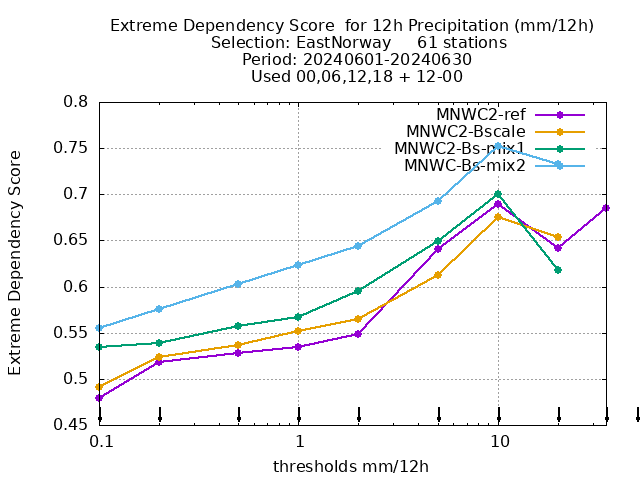 Extreme Dependency Score  for 12h Precipitation (mm/12h)
Selection: EastNorway     61 stations
Period: 20240601-20240630
Used 00,06,12,18 + 12-00
MNWC2-ref
MNWC2-Bscale
MNWC2-Bs-mix1
MNWC-Bs-mix2
Extreme Dependency Score
0.8
0.75
0.7
0.65
0.6
0.55
0.5
0.45
0.1
1
10
thresholds mm/12h